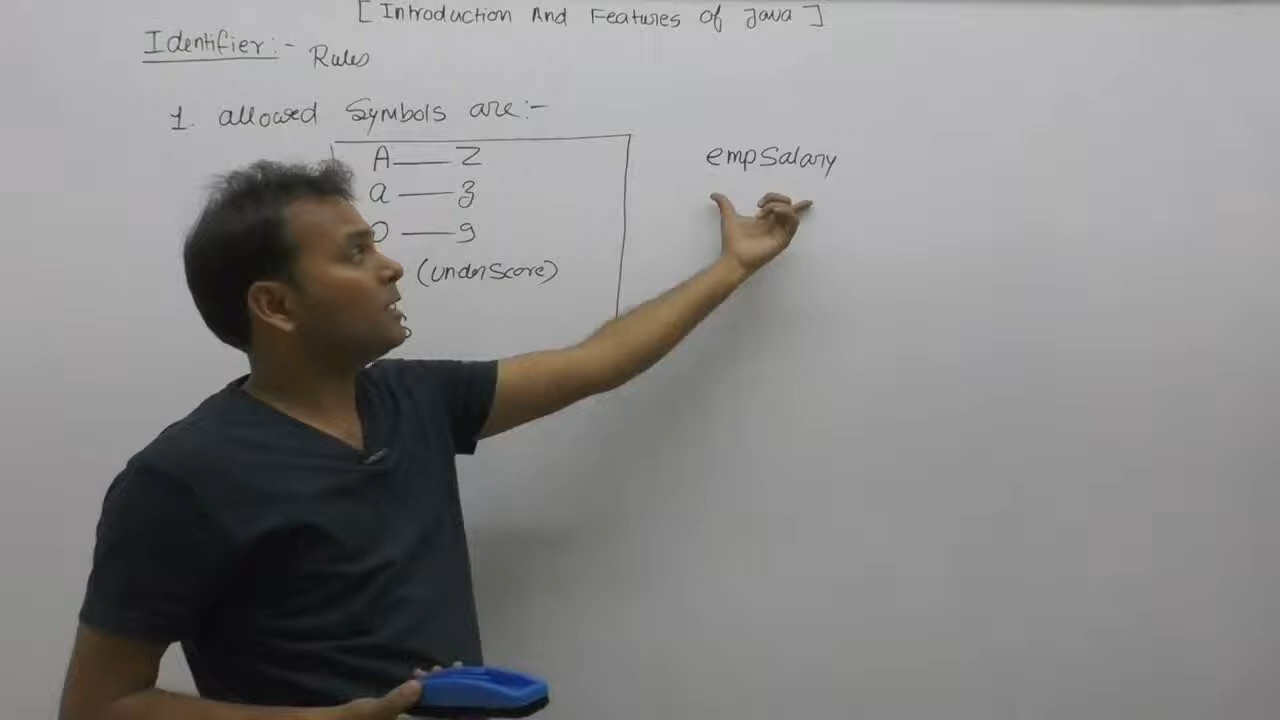 [ Introduction And Features of Java ]
Identifier:- Rules
1. allowed Symbols are:-
A — Z
a — z
0 — 9
(underscore)
empSalary